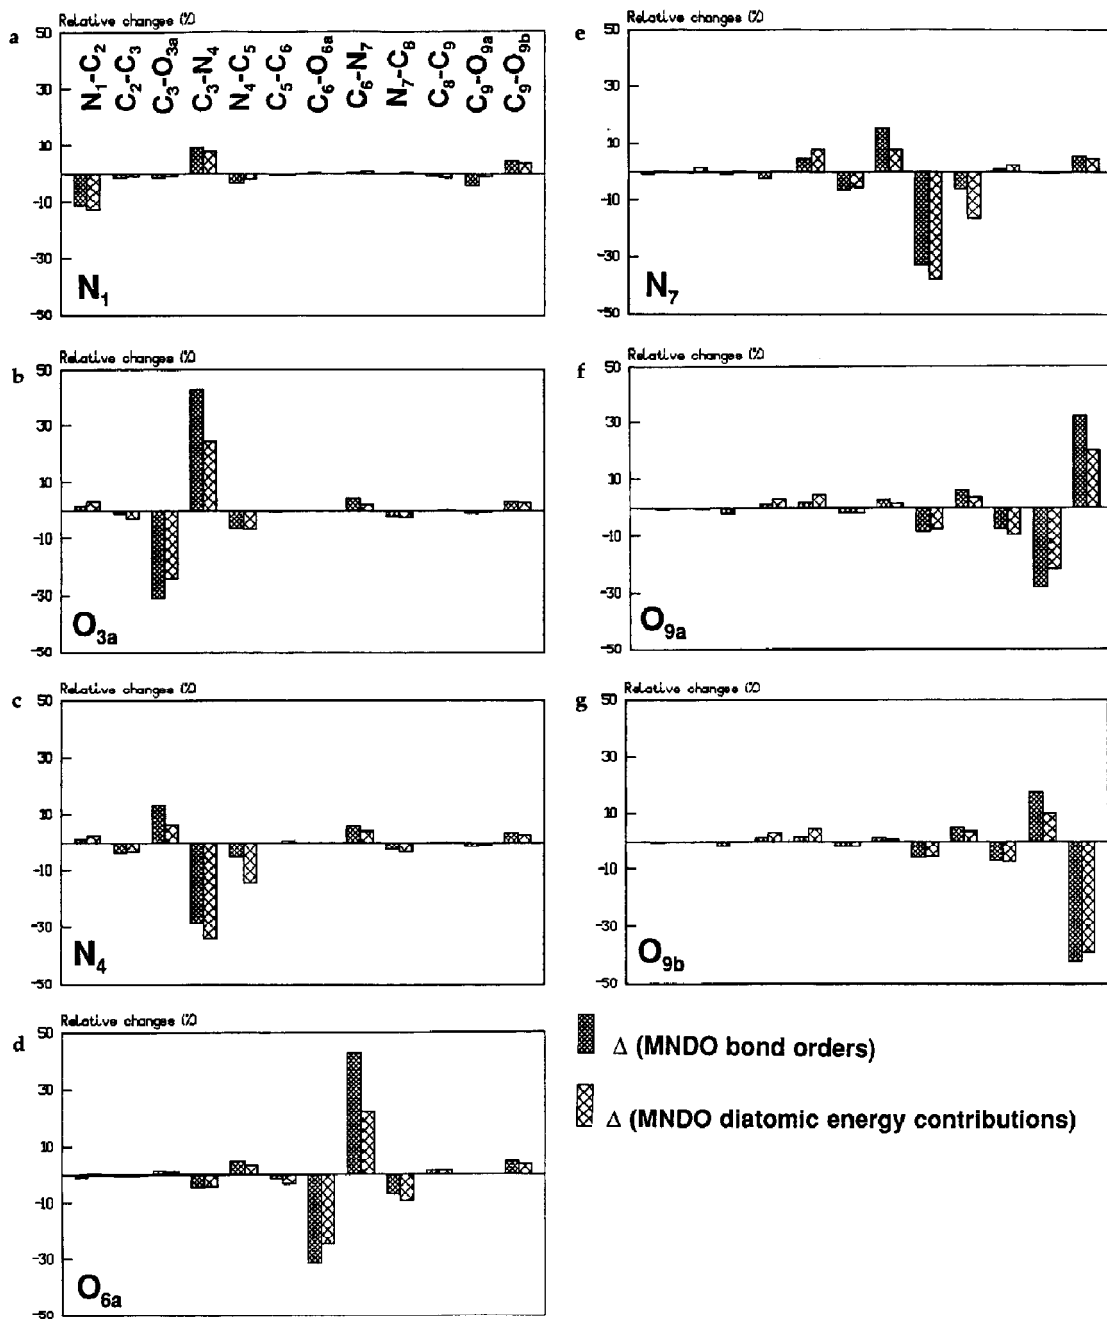 a
Relative changes (%)
50
30
10
-10
-30
-50
N₁-C₂
C₂-C₃
C₃-O₃ₐ
C₃-N₄
N₄-C₅
C₅-C₆
C₆-O₆ₐ
C₆-N₇
N₇-C₈
C₈-C₉
C₉-O₉ₐ
C₉-O₉b
N₁
e
Relative changes (%)
50
30
10
-10
-30
-50
N₇
b
Relative changes (%)
50
30
10
-10
-30
-50
O₃ₐ
f
Relative changes (%)
50
30
10
-10
-30
-50
O₉ₐ
c
Relative changes (%)
50
30
10
-10
-30
-50
N₄
g
Relative changes (%)
50
30
10
-10
-30
-50
O₉b
d
Relative changes (%)
50
30
10
-10
-30
-50
O₆ₐ
Δ (MNDO bond orders)
Δ (MNDO diatomic energy contributions)